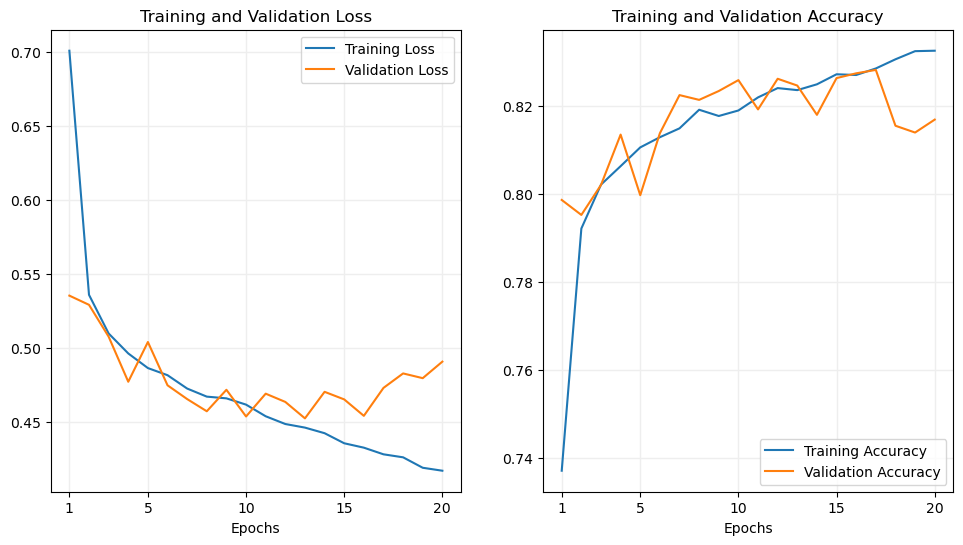 Training and Validation Loss
0.70
0.65
0.60
0.55
0.50
0.45
Training Loss
Validation Loss
1
5
10
15
20
Epochs
Training and Validation Accuracy
0.82
0.80
0.78
0.76
0.74
Training Accuracy
Validation Accuracy
1
5
10
15
20
Epochs